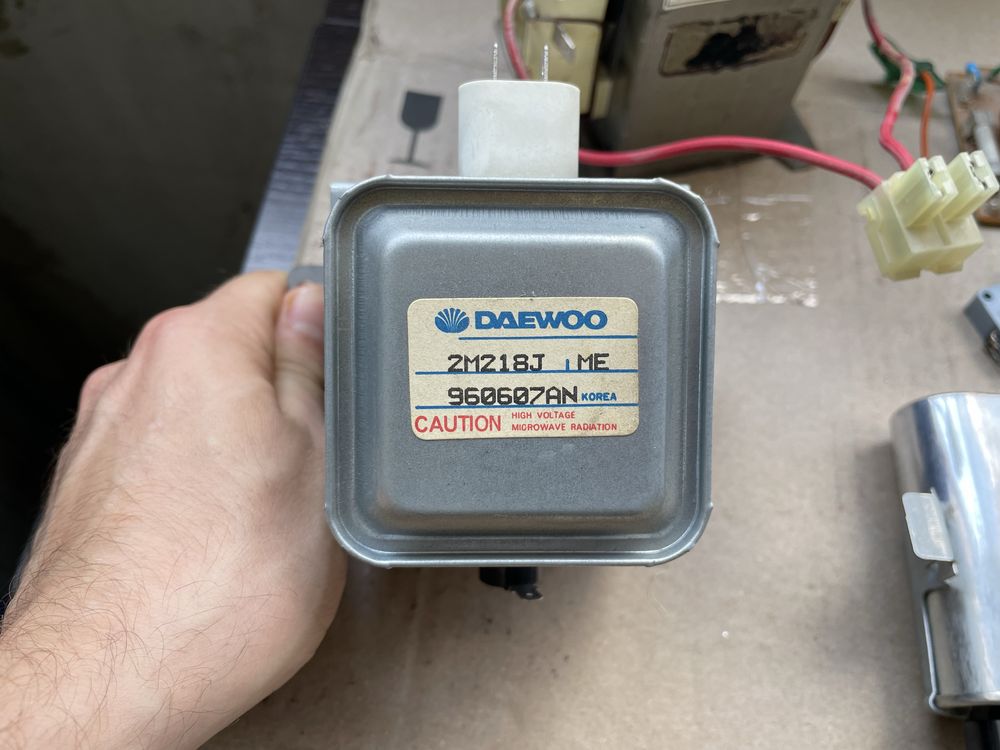 DAEWOO
2M218J ME
960607AN KOREA
CAUTION HIGH VOLTAGE
MICROWAVE RADIATION